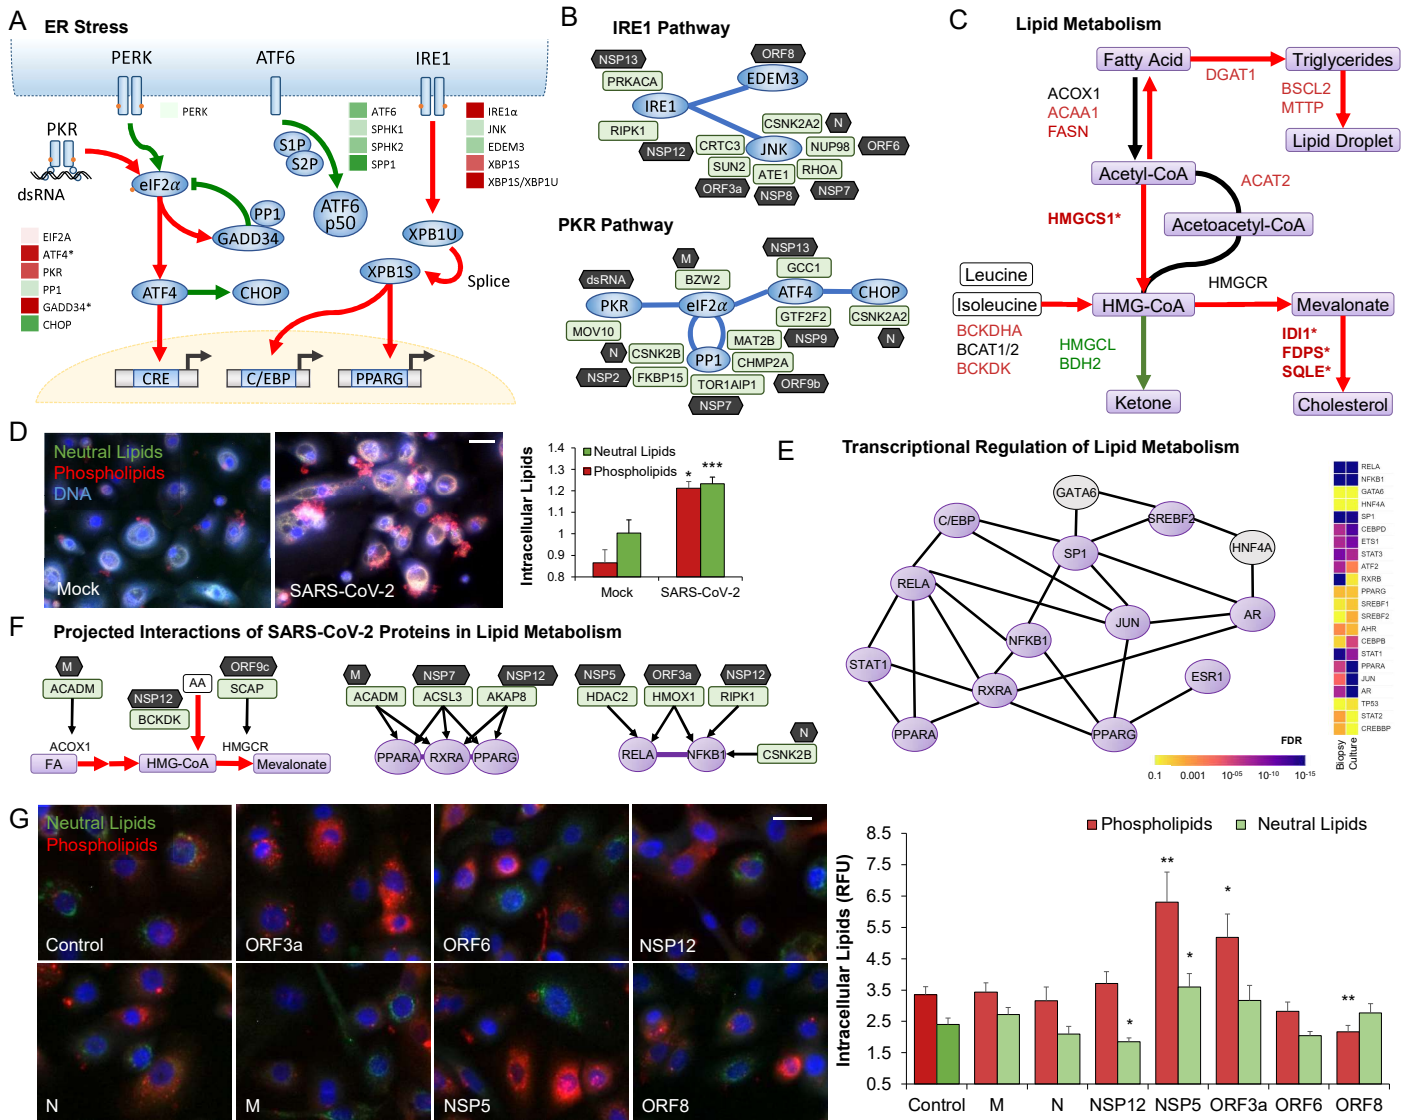 A
ER Stress
PERK
ATF6
IRE1
PERK
ATF6
SPHK1
SPHK2
SPP1
IRE1α
JNK
EDEM3
XBP1S
XBP1S/XBP1U
PKR
dsRNA
S1P
S2P
eIF2α
PP1
GADD34
ATF6
p50
XPB1U
XPB1S
Splice
EIF2A
ATF4*
PKR
PP1
GADD34*
CHOP
ATF4
CHOP
CRE
C/EBP
PPARG
B
IRE1 Pathway
NSP13
ORF8
PRKACA
EDEM3
IRE1
RIPK1
CSNK2A2
N
NSP12
CRTC3
JNK
NUP98
ORF6
SUN2
ATE1
RHOA
ORF3a
NSP8
NSP7
PKR Pathway
M
NSP13
dsRNA
BZW2
GCC1
PKR
eIF2α
ATF4
CHOP
MOV10
GTF2F2
CSNK2A2
N
CSNK2B
MAT2B
NSP9
N
PP1
NSP2
FKBP15
CHMP2A
TOR1AIP1
ORF9b
NSP7
C
Lipid Metabolism
Fatty Acid
Triglycerides
DGAT1
ACOX1
ACAA1
FASN
BSCL2
MTTP
Lipid Droplet
Acetyl-CoA
ACAT2
HMGCS1*
Acetoacetyl-CoA
Leucine
HMGCR
Isoleucine
HMG-CoA
Mevalonate
BCKDHA
BCAT1/2
BCKDK
HMGCL
BDH2
IDI1*
FDPS*
SQLE*
Ketone
Cholesterol
D
Neutral Lipids
Phospholipids
DNA
Mock
SARS-CoV-2
Intracellular Lipids
1.4
1.2
1
0.9
0.8
Neutral Lipids
Phospholipids
*
***
Mock
SARS-CoV-2
E
Transcriptional Regulation of Lipid Metabolism
GATA6
C/EBP
SREBF2
SP1
HNF4A
RELA
JUN
AR
NFKB1
STAT1
RXRA
ESR1
PPARA
PPARG
RELA
NFKB1
GATA6
HNF4A
SP1
CEBPD
ETS1
STAT3
ATF2
RXRB
PPARG
SREBF1
SREBF2
AHR
CEBPB
STAT1
PPARA
JUN
AR
TP53
STAT2
CREBBP
Biopsy
Culture
FDR
0.1
0.001
10-05
10-10
10-15
F
Projected Interactions of SARS-CoV-2 Proteins in Lipid Metabolism
M
ACADM
ORF9c
SCAP
AA
NSP12
BCKDK
ACOX1
HMGCR
FA
HMG-CoA
Mevalonate
M
NSP7
NSP12
ACADM
ACSL3
AKAP8
PPARA
RXRA
PPARG
NSP5
ORF3a
NSP12
HDAC2
HMOX1
RIPK1
N
RELA
NFKB1
CSNK2B
G
Neutral Lipids
Phospholipids
Control
ORF3a
ORF6
NSP12
N
M
NSP5
ORF8
Intracellular Lipids (RFU)
8.5
7.5
6.5
5.5
4.5
3.5
2.5
1.5
0.5
Phospholipids
Neutral Lipids
*
**
*
*
**
Control
M
N
NSP12
NSP5
ORF3a
ORF6
ORF8